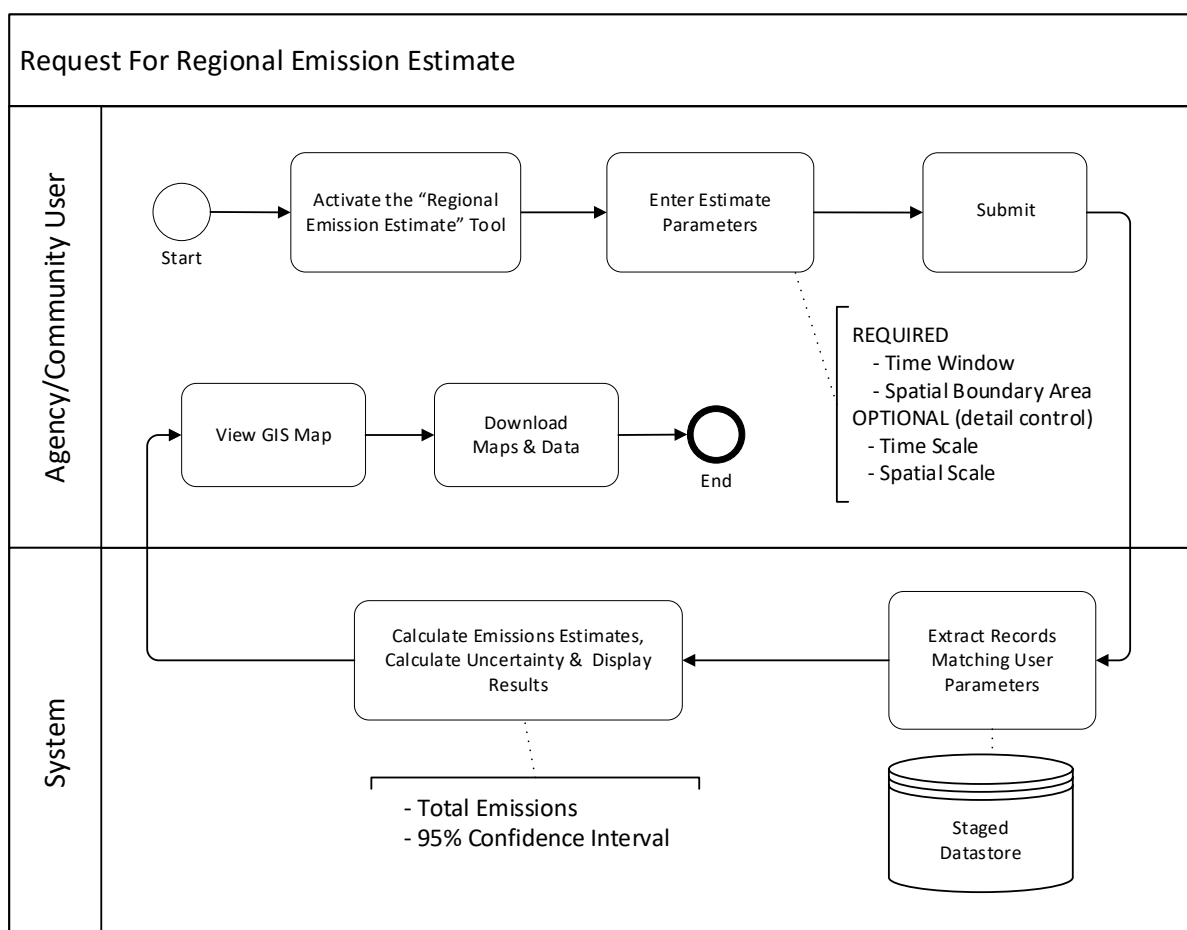 Request For Regional Emission Estimate
Agency/Community User
Start
Activate the “Regional
Emission Estimate” Tool
Enter Estimate
Parameters
Submit
REQUIRED
- Time Window
- Spatial Boundary Area
OPTIONAL (detail control)
- Time Scale
- Spatial Scale
View GIS Map
Download
Maps & Data
End
System
Extract Records
Matching User
Parameters
Staged
Datastore
Calculate Emissions Estimates,
Calculate Uncertainty & Display
Results
- Total Emissions
- 95% Confidence Interval